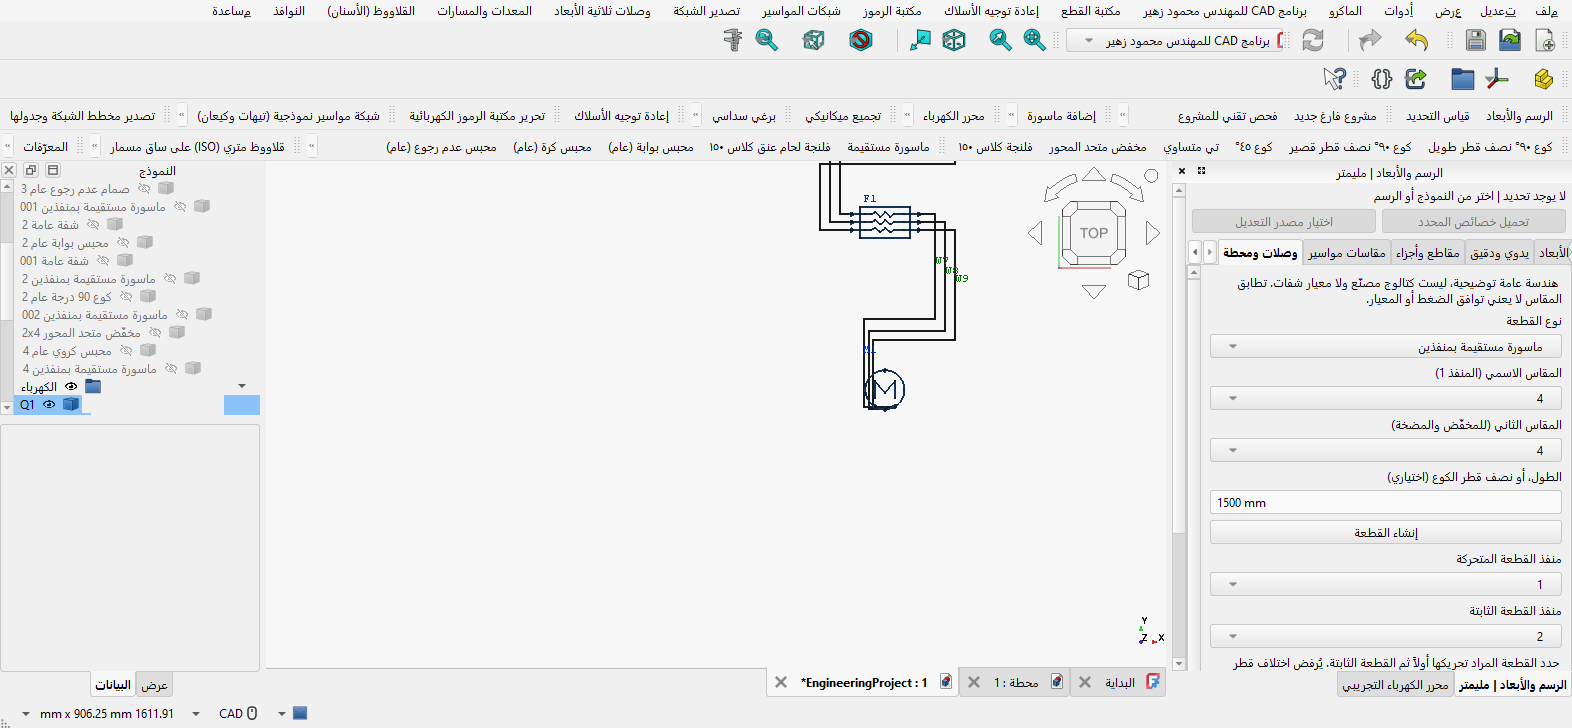 ملف تعديل عرض أدوات الماكرو برنامج CAD للمهندس محمود زهير مكتبة القطع إعادة توجيه الأسلاك مكتبة الرموز شبكات المواسير تصدير الشبكة وصلات ثلاثية الأبعاد المعدات والمسارات القلاووظ (الأسنان) النوافذ مساعدة
برنامج CAD للمهندس محمود زهير
الرسم والأبعاد قياس التحديد مشروع فارغ جديد فحص تقني للمشروع » إضافة ماسورة » محرر الكهرباء » تجميع ميكانيكي برغي سداسي » إعادة توجيه الأسلاك تحرير مكتبة الرموز الكهربائية شبكة مواسير نموذجية (تيهات وكيعان) » تصدير مخطط الشبكة وجدولها
كوع ٩٠° نصف قطر طويل كوع ٩٠° نصف قطر قصير كوع ٤٥° تي متساوي مخفض متحد المحور فلنجة كلاس ١٥٠ ماسورة مستقيمة فلنجة لحام عنق كلاس ١٥٠ محبس بوابة (عام) محبس كرة (عام) محبس عدم رجوع (عام) » قلاووظ متري (ISO) على ساق مسمار » المعرّفات »
النموذج
صمام عدم رجوع عام 3
ماسورة مستقيمة بمنفذين 001
شفة عامة 2
محبس بوابة عام 2
شفة عامة 001
ماسورة مستقيمة بمنفذين 2
كوع 90 درجة عام 2
ماسورة مستقيمة بمنفذين 002
مخفّض متحد المحور 2x4
محبس كروي عام 4
ماسورة مستقيمة بمنفذين 4
الكهرباء
Q1
عرض البيانات
F1
W7
W8
W9
M
TOP
Y
Z X
الرسم والأبعاد | مليمتر
لا يوجد تحديد | اختر من النموذج أو الرسم
تحميل خصائص المحدد اختيار مصدر التعديل
الأبعاد يدوي ودقيق مقاطع وأجزاء مقاسات مواسير وصلات ومحطة
هندسة عامة توضيحية، ليست كتالوج مصنّع ولا معيار شفات. تطابق
المقاس لا يعني توافق الضغط أو المعيار.
نوع القطعة
ماسورة مستقيمة بمنفذين
المقاس الاسمي (المنفذ 1)
4
المقاس الثاني (للمخفّض والمضخة)
4
الطول، أو نصف قطر الكوع (اختياري)
1500 mm
إنشاء القطعة
منفذ القطعة المتحركة
1
منفذ القطعة الثابتة
2
حدد القطعة المراد تحريكها أولاً ثم القطعة الثابتة. يُرفض اختلاف قطر
الرسم والأبعاد | مليمتر محرر الكهرباء التجريبي
البداية محطة : 1 EngineeringProject : 1*
CAD 1611.91 mm x 906.25 mm